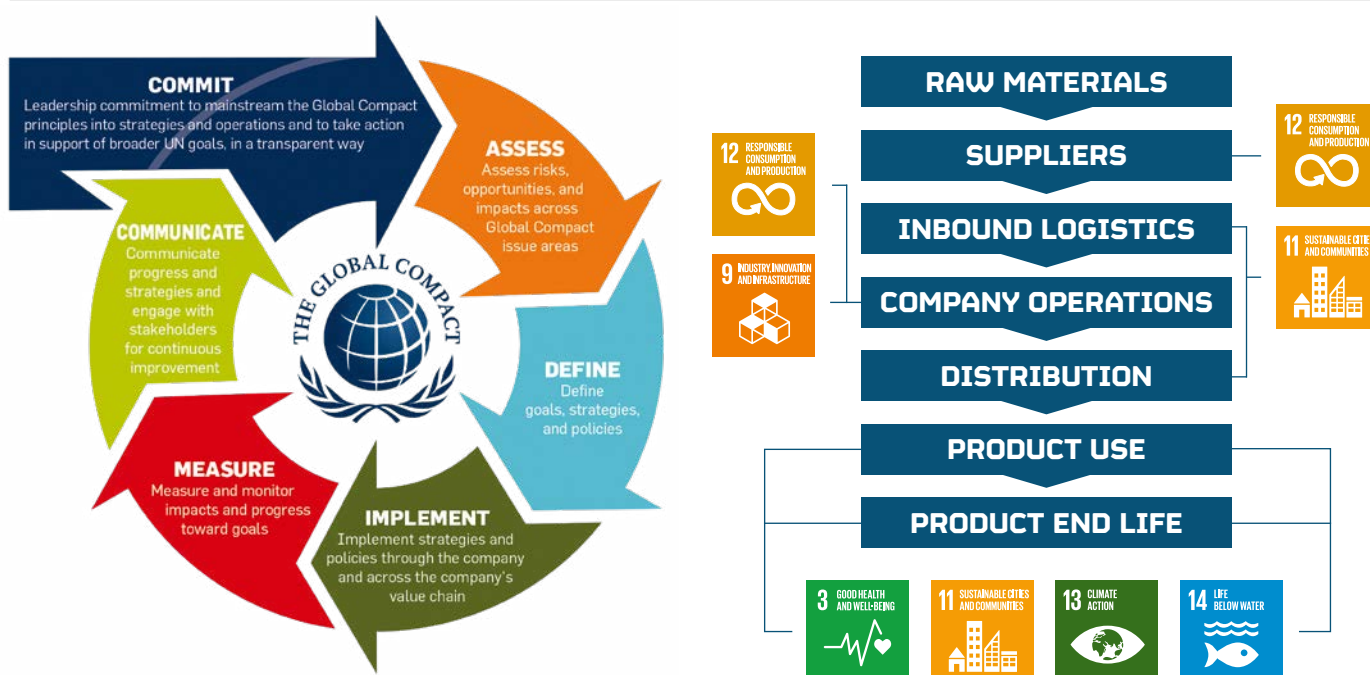 COMMIT
Leadership commitment to mainstream the Global Compact
principles into strategies and operations and to take action
in support of broader UN goals, in a transparent way
ASSESS
Assess risks,
opportunities, and
impacts across
Global Compact
issue areas
DEFINE
Define
goals, strategies,
and policies
IMPLEMENT
Implement strategies and
policies through the company
and across the company's
value chain
MEASURE
Measure and monitor
impacts and progress
toward goals
COMMUNICATE
Communicate
progress and
strategies and
engage with
stakeholders
for continuous
improvement
THE GLOBAL COMPACT
RAW MATERIALS
SUPPLIERS
INBOUND LOGISTICS
COMPANY OPERATIONS
DISTRIBUTION
PRODUCT USE
PRODUCT END LIFE
12 RESPONSIBLE
CONSUMPTION
AND PRODUCTION
9 INDUSTRY, INNOVATION
AND INFRASTRUCTURE
12 RESPONSIBLE
CONSUMPTION
AND PRODUCTION
11 SUSTAINABLE CITIE
AND COMMUNITIES
3 GOOD HEALTH
AND WELL-BEING
11 SUSTAINABLE CITIES
AND COMMUNITIES
13 CLIMATE
ACTION
14 LIFE
BELOW WATER